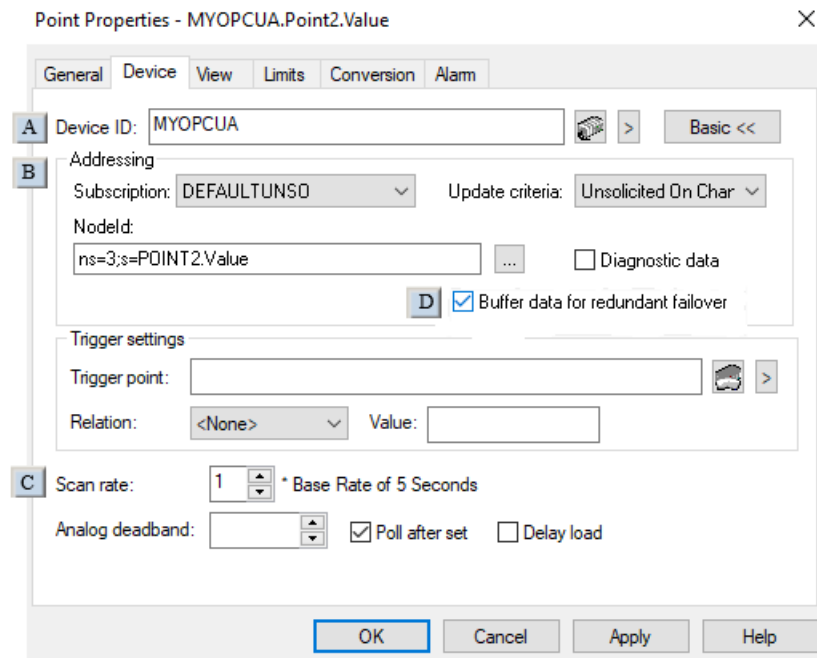 Point Properties - MYOPCUA.Point2.Value
General Device View Limits Conversion Alarm
A Device ID: MYOPCUA > Basic <<
B Addressing
Subscription: DEFAULTUNSO Update criteria: Unsolicited On Char
NodeId:
ns=3;s=POINT2.Value ... Diagnostic data
D Buffer data for redundant failover
Trigger settings
Trigger point: >
Relation: <None> Value:
C Scan rate: 1 * Base Rate of 5 Seconds
Analog deadband: Poll after set Delay load
OK Cancel Apply Help